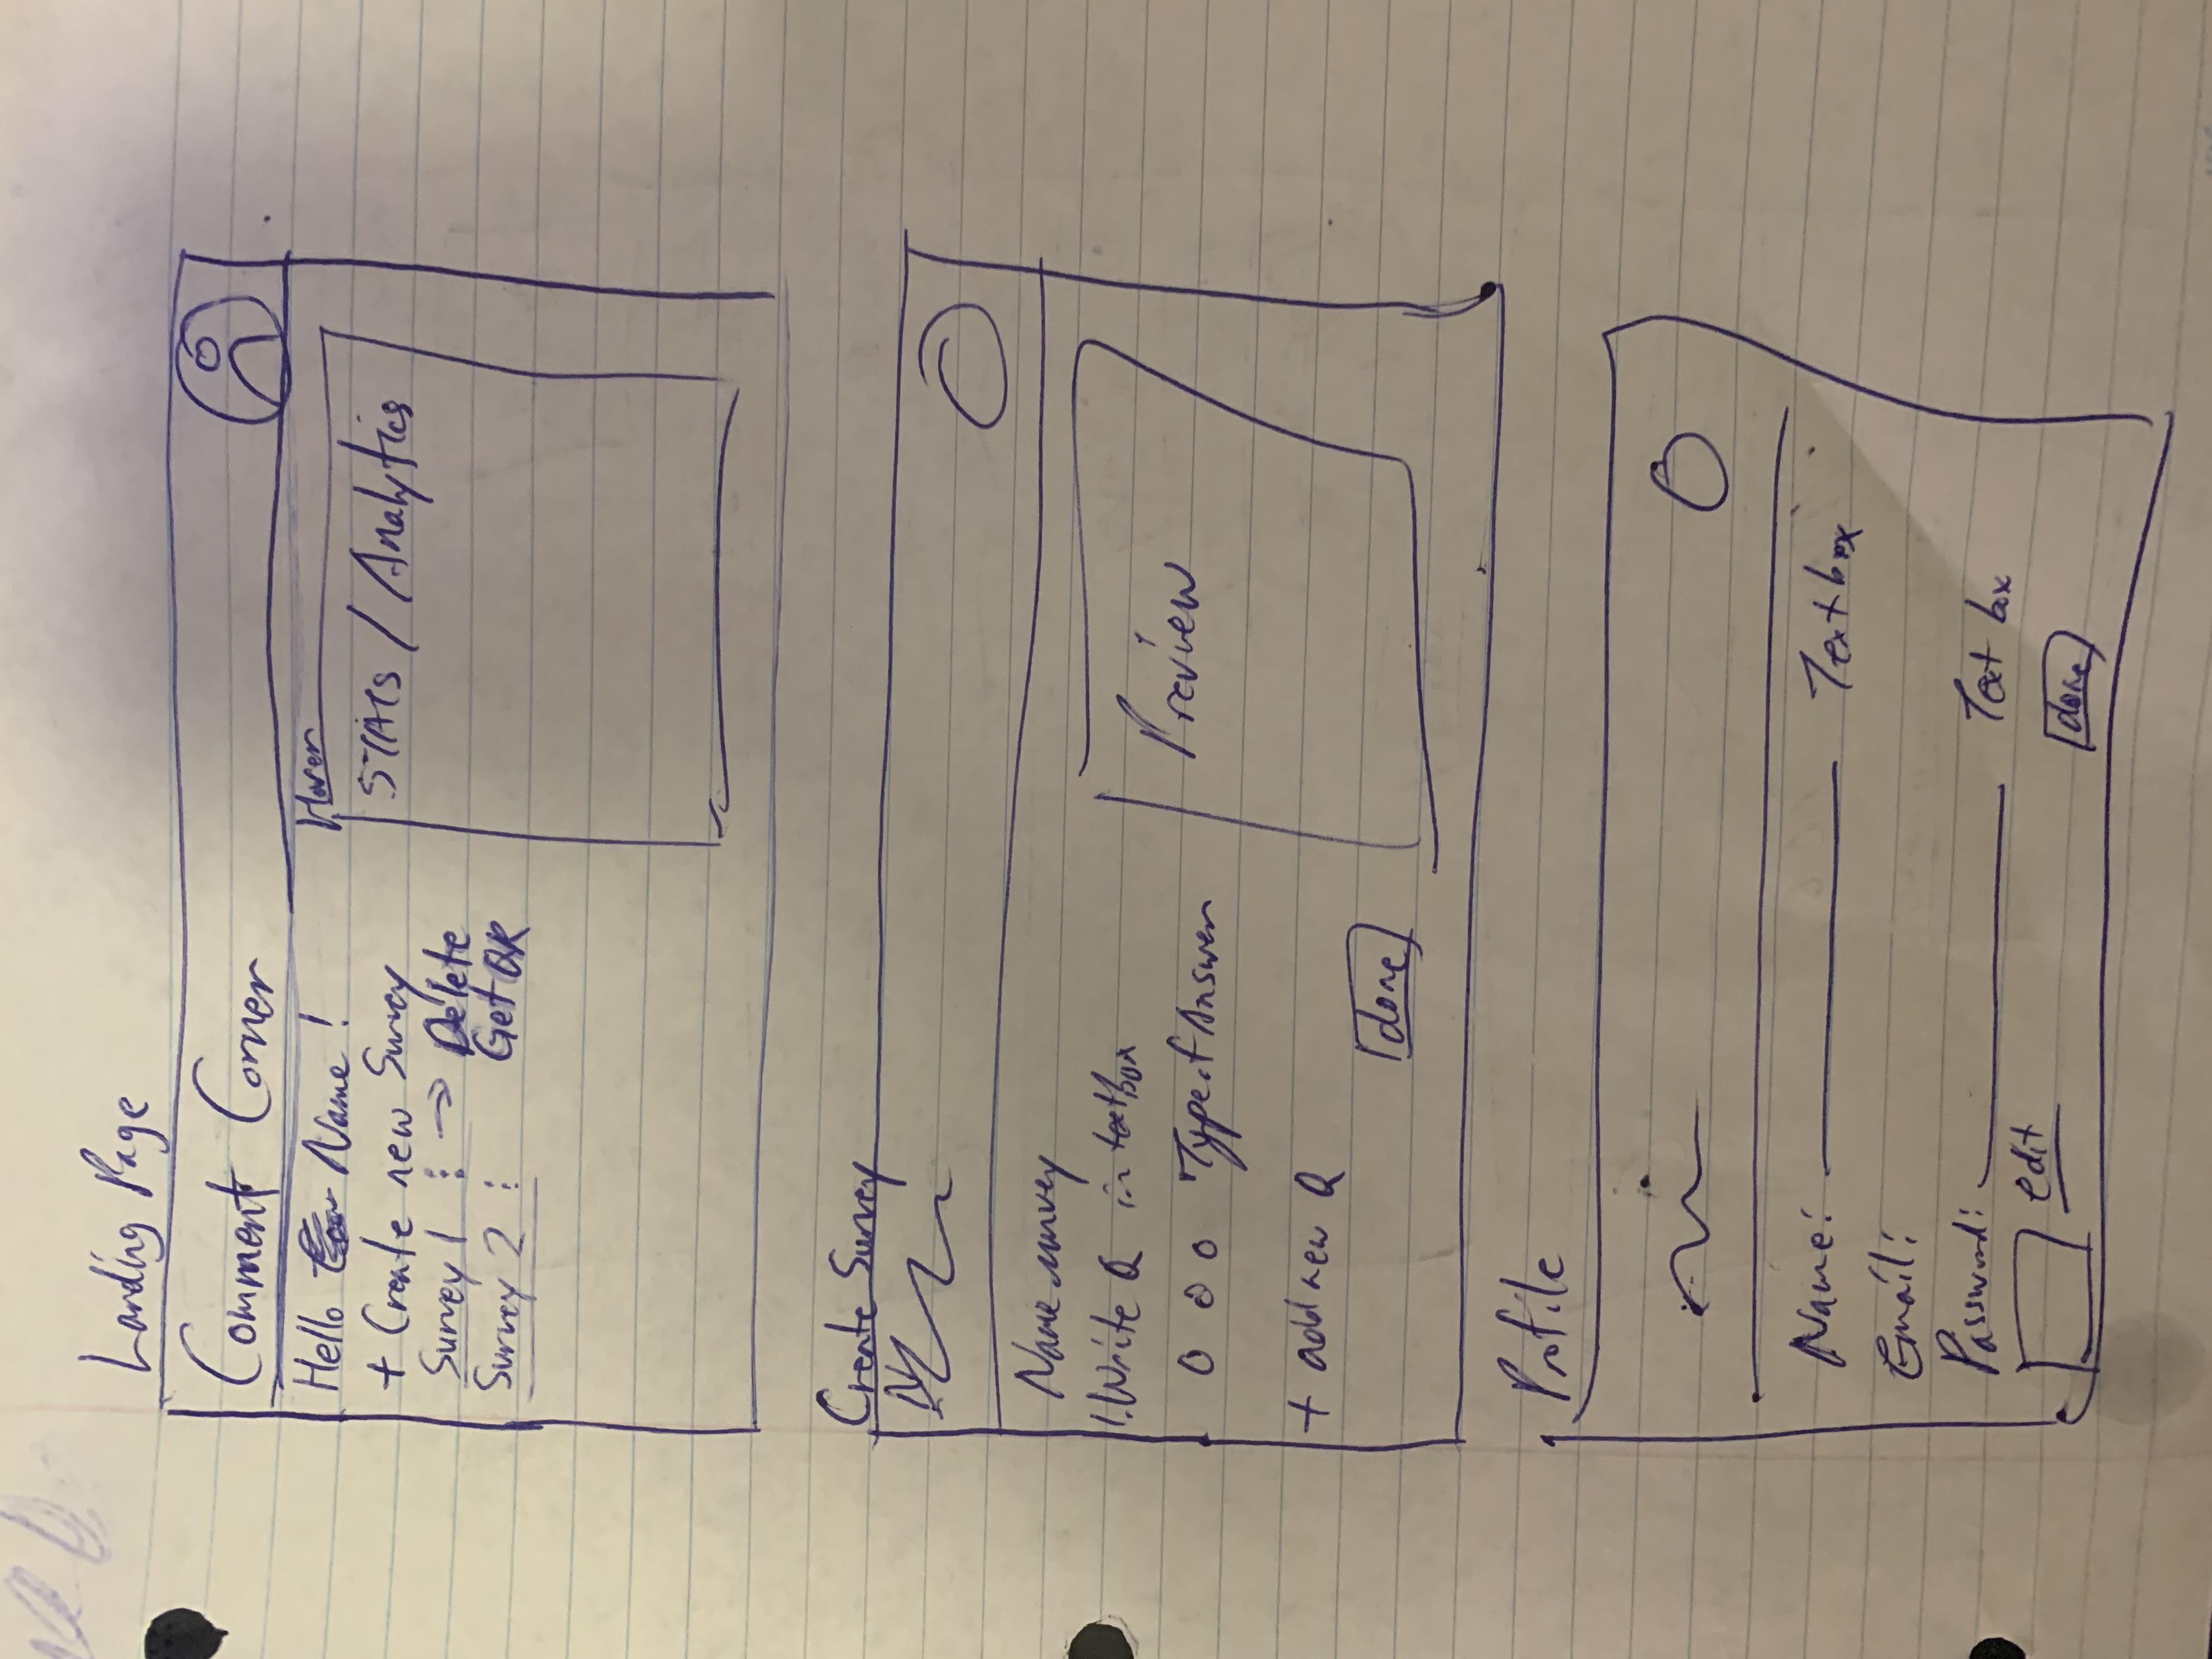 Landing Page
Comment Corner
Hello Name !
+ Create new Survey
Survey 1 ⋮ → Delete
Survey 2 ⋮ Get QR
Hover
STATS / Analytics
Create Survey
Name survey
1. Write Q in textbox
O O O Type of Answer
+ add new Q
done
Preview
Profile
Name: Text box
Email:
Password: Text box
edit
done